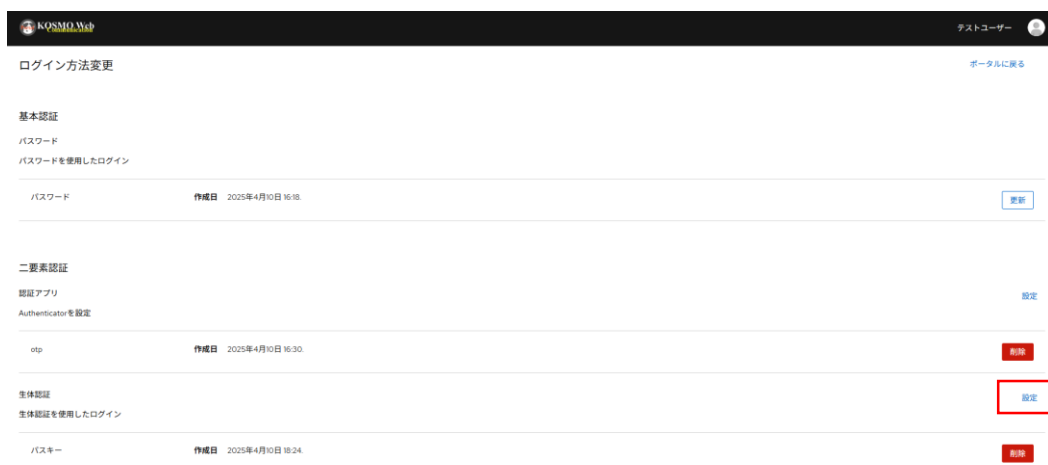 KOSMO Web
COMMUNICATION
テストユーザー
ログイン方法変更
ポータルに戻る
基本認証
パスワード
パスワードを使用したログイン
パスワード 作成日 2025年4月10日 16:18. 更新
二要素認証
認証アプリ 設定
Authenticatorを設定
otp 作成日 2025年4月10日 16:30. 削除
生体認証 設定
生体認証を使用したログイン
パスキー 作成日 2025年4月10日 18:24. 削除